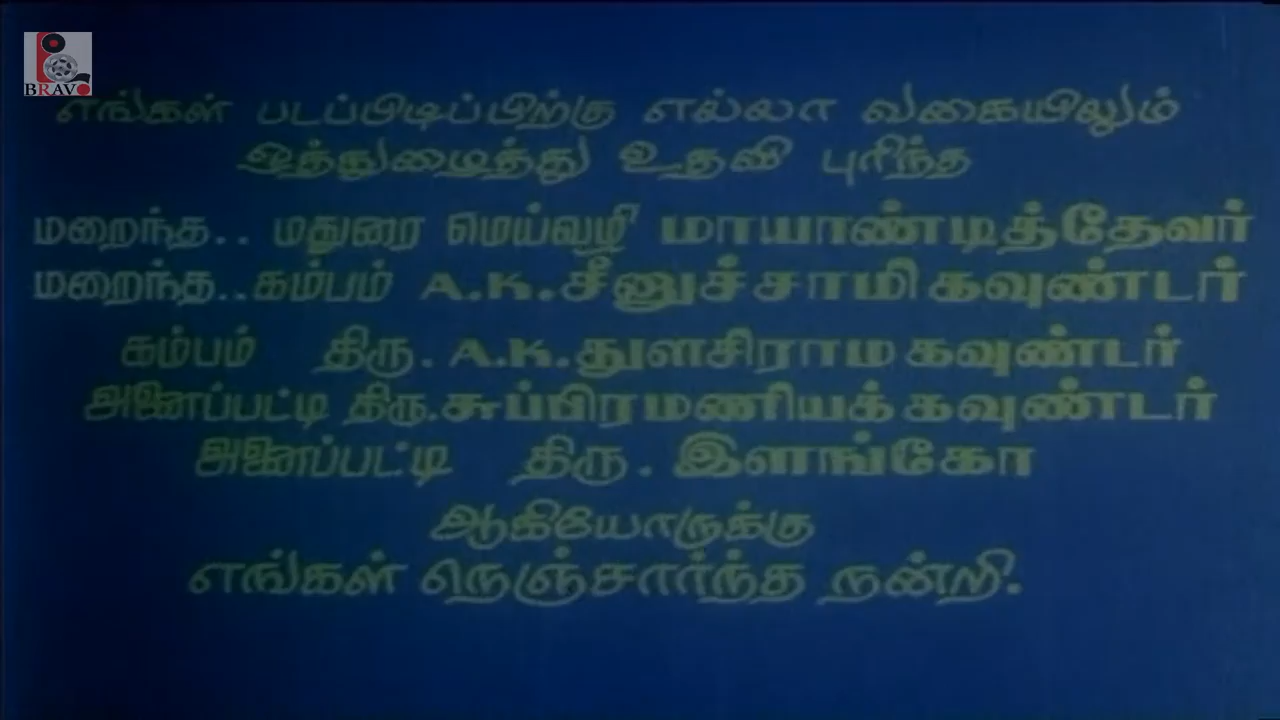 BRAVO
எங்கள் படப்பிடிப்பிற்கு எல்லா வகையிலும்
ஒத்துழைத்து உதவி புரிந்த
மறைந்த.. மதுரை மெய்வழி மாயாண்டித்தேவர்
மறைந்த..கம்பம் A.K.சீனுச்சாமி கவுண்டர்
கம்பம் திரு. A.K.துளசிராம கவுண்டர்
அணைப்பட்டி திரு.சுப்பிரமணியக் கவுண்டர்
அணைப்பட்டி திரு. இளங்கோ
ஆகியோருக்கு
எங்கள் நெஞ்சார்ந்த நன்றி.